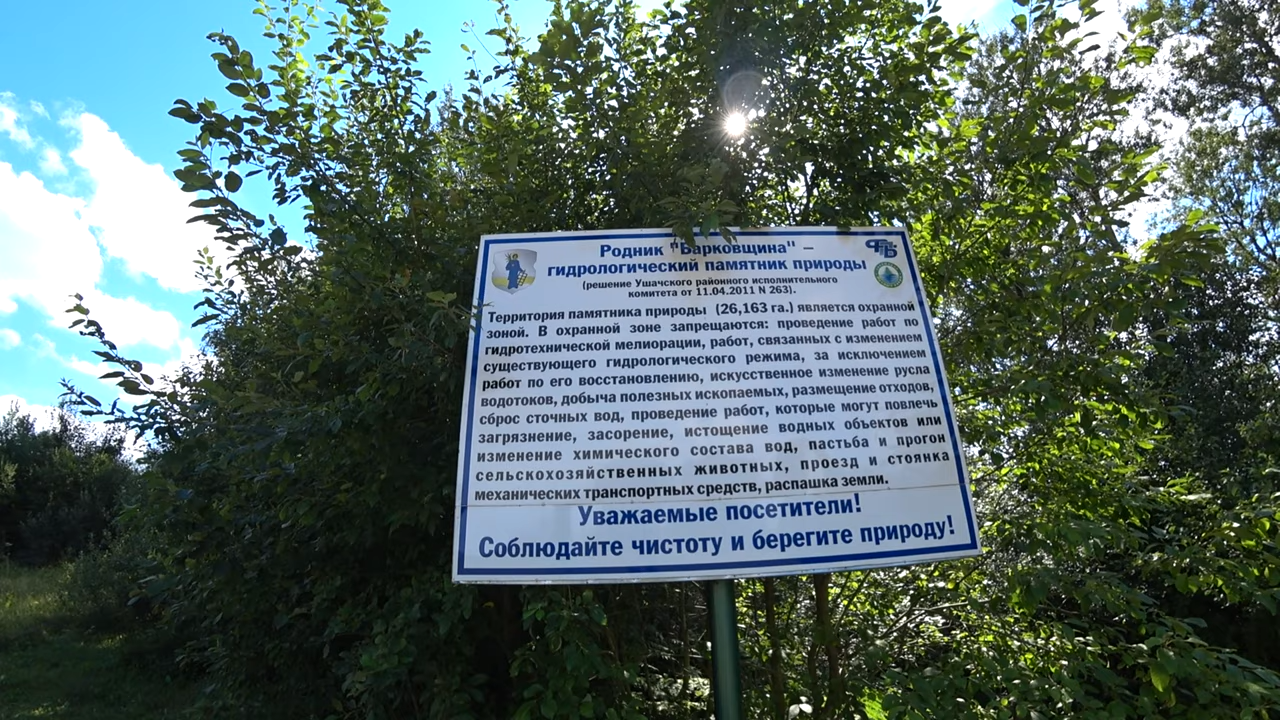 Родник "Барковщина" –
гидрологический памятник природы
(решение Ушачского районного исполнительного
комитета от 11.04.2011 N 263).
Территория памятника природы (26,163 га.) является охранной
зоной. В охранной зоне запрещаются: проведение работ по
гидротехнической мелиорации, работ, связанных с изменением
существующего гидрологического режима, за исключением
работ по его восстановлению, искусственное изменение русла
водотоков, добыча полезных ископаемых, размещение отходов,
сброс сточных вод, проведение работ, которые могут повлечь
загрязнение, засорение, истощение водных объектов или
изменение химического состава вод, пастьба и прогон
сельскохозяйственных животных, проезд и стоянка
механических транспортных средств, распашка земли.
Уважаемые посетители!
Соблюдайте чистоту и берегите природу!